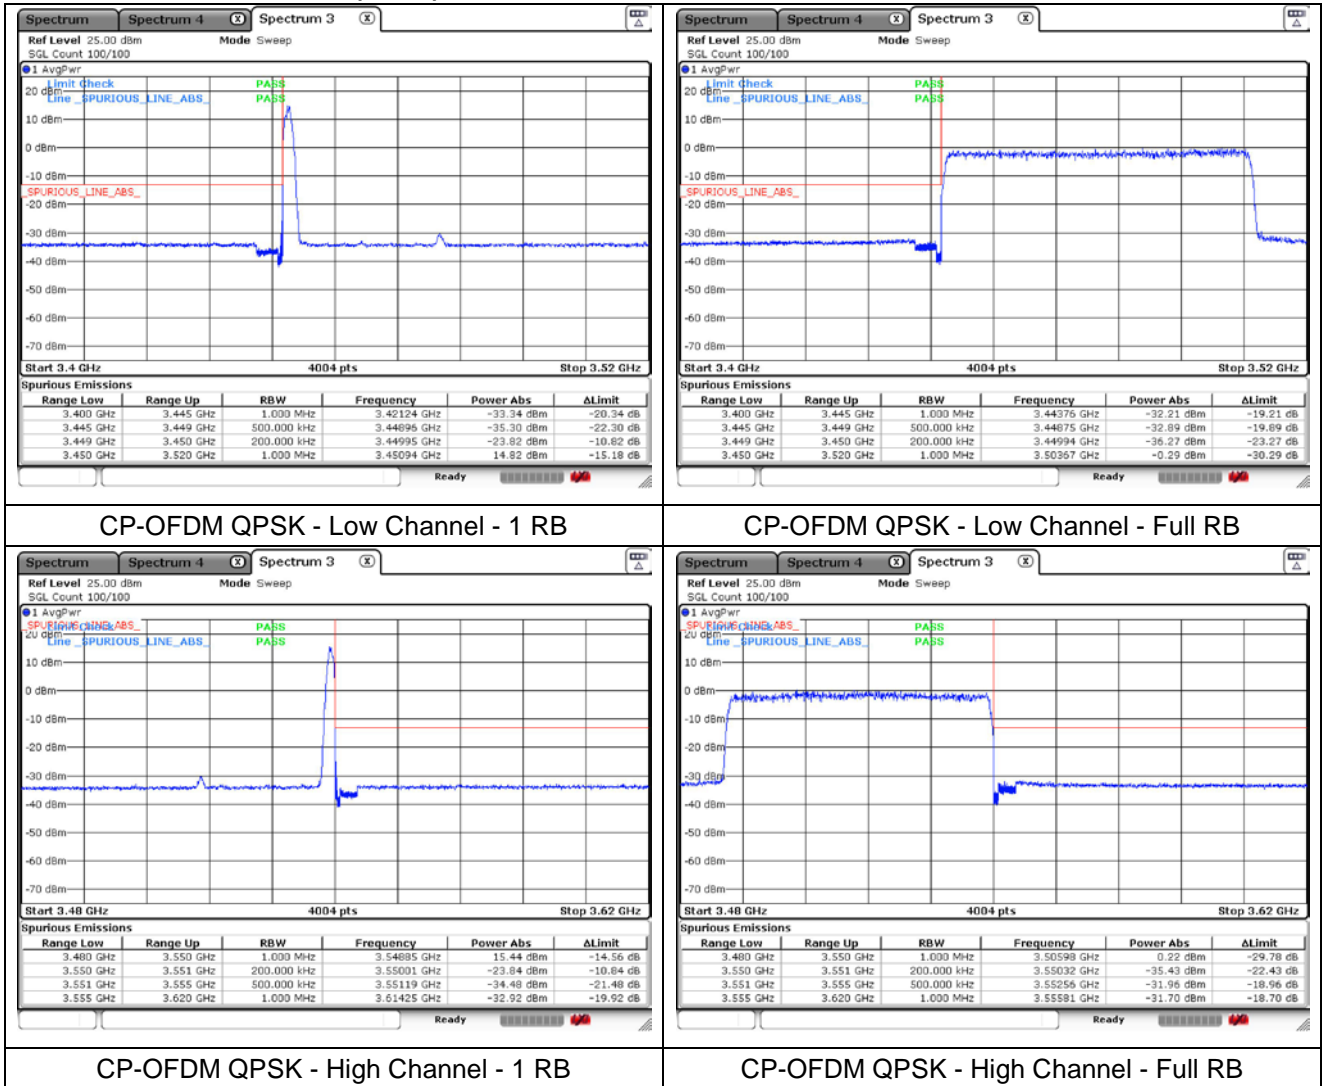 Spectrum Spectrum 4 Spectrum 3
Ref Level 25.00 dBm Mode Sweep
SGL Count 100/100
1 AvgPwr
Limit Check PASS
20 dBm
Line _SPURIOUS_LINE_ABS_ PASS
10 dBm
0 dBm
-10 dBm
_SPURIOUS_LINE_ABS_
-20 dBm
-30 dBm
-40 dBm
-50 dBm
-60 dBm
-70 dBm
Start 3.4 GHz 4004 pts Stop 3.52 GHz
Spurious Emissions
Range Low Range Up RBW Frequency Power Abs ΔLimit
3.400 GHz 3.445 GHz 1.000 MHz 3.42124 GHz -33.34 dBm -20.34 dB
3.445 GHz 3.449 GHz 500.000 kHz 3.44896 GHz -35.30 dBm -22.30 dB
3.449 GHz 3.450 GHz 200.000 kHz 3.44995 GHz -23.82 dBm -10.82 dB
3.450 GHz 3.520 GHz 1.000 MHz 3.45094 GHz 14.82 dBm -15.18 dB
Ready
CP-OFDM QPSK - Low Channel - 1 RB
Spectrum Spectrum 4 Spectrum 3
Ref Level 25.00 dBm Mode Sweep
SGL Count 100/100
1 AvgPwr
Limit Check PASS
20 dBm
Line _SPURIOUS_LINE_ABS_ PASS
10 dBm
0 dBm
-10 dBm
_SPURIOUS_LINE_ABS_
-20 dBm
-30 dBm
-40 dBm
-50 dBm
-60 dBm
-70 dBm
Start 3.4 GHz 4004 pts Stop 3.52 GHz
Spurious Emissions
Range Low Range Up RBW Frequency Power Abs ΔLimit
3.400 GHz 3.445 GHz 1.000 MHz 3.44376 GHz -32.21 dBm -19.21 dB
3.445 GHz 3.449 GHz 500.000 kHz 3.44875 GHz -32.89 dBm -19.89 dB
3.449 GHz 3.450 GHz 200.000 kHz 3.44994 GHz -36.27 dBm -23.27 dB
3.450 GHz 3.520 GHz 1.000 MHz 3.50367 GHz -0.29 dBm -30.29 dB
Ready
CP-OFDM QPSK - Low Channel - Full RB
Spectrum Spectrum 4 Spectrum 3
Ref Level 25.00 dBm Mode Sweep
SGL Count 100/100
1 AvgPwr
_SPURIOUS_LINE_ABS_
Limit Check PASS
20 dBm
Line _SPURIOUS_LINE_ABS_ PASS
10 dBm
0 dBm
-10 dBm
-20 dBm
-30 dBm
-40 dBm
-50 dBm
-60 dBm
-70 dBm
Start 3.48 GHz 4004 pts Stop 3.62 GHz
Spurious Emissions
Range Low Range Up RBW Frequency Power Abs ΔLimit
3.480 GHz 3.550 GHz 1.000 MHz 3.54885 GHz 15.44 dBm -14.56 dB
3.550 GHz 3.551 GHz 200.000 kHz 3.55001 GHz -23.84 dBm -10.84 dB
3.551 GHz 3.555 GHz 500.000 kHz 3.55119 GHz -34.48 dBm -21.48 dB
3.555 GHz 3.620 GHz 1.000 MHz 3.61425 GHz -32.92 dBm -19.92 dB
Ready
CP-OFDM QPSK - High Channel - 1 RB
Spectrum Spectrum 4 Spectrum 3
Ref Level 25.00 dBm Mode Sweep
SGL Count 100/100
1 AvgPwr
_SPURIOUS_LINE_ABS_
Limit Check PASS
20 dBm
Line _SPURIOUS_LINE_ABS_ PASS
10 dBm
0 dBm
-10 dBm
-20 dBm
-30 dBm
-40 dBm
-50 dBm
-60 dBm
-70 dBm
Start 3.48 GHz 4004 pts Stop 3.62 GHz
Spurious Emissions
Range Low Range Up RBW Frequency Power Abs ΔLimit
3.480 GHz 3.550 GHz 1.000 MHz 3.50598 GHz 0.22 dBm -29.78 dB
3.550 GHz 3.551 GHz 200.000 kHz 3.55032 GHz -35.43 dBm -22.43 dB
3.551 GHz 3.555 GHz 500.000 kHz 3.55256 GHz -31.96 dBm -18.96 dB
3.555 GHz 3.620 GHz 1.000 MHz 3.55581 GHz -31.70 dBm -18.70 dB
Ready
CP-OFDM QPSK - High Channel - Full RB